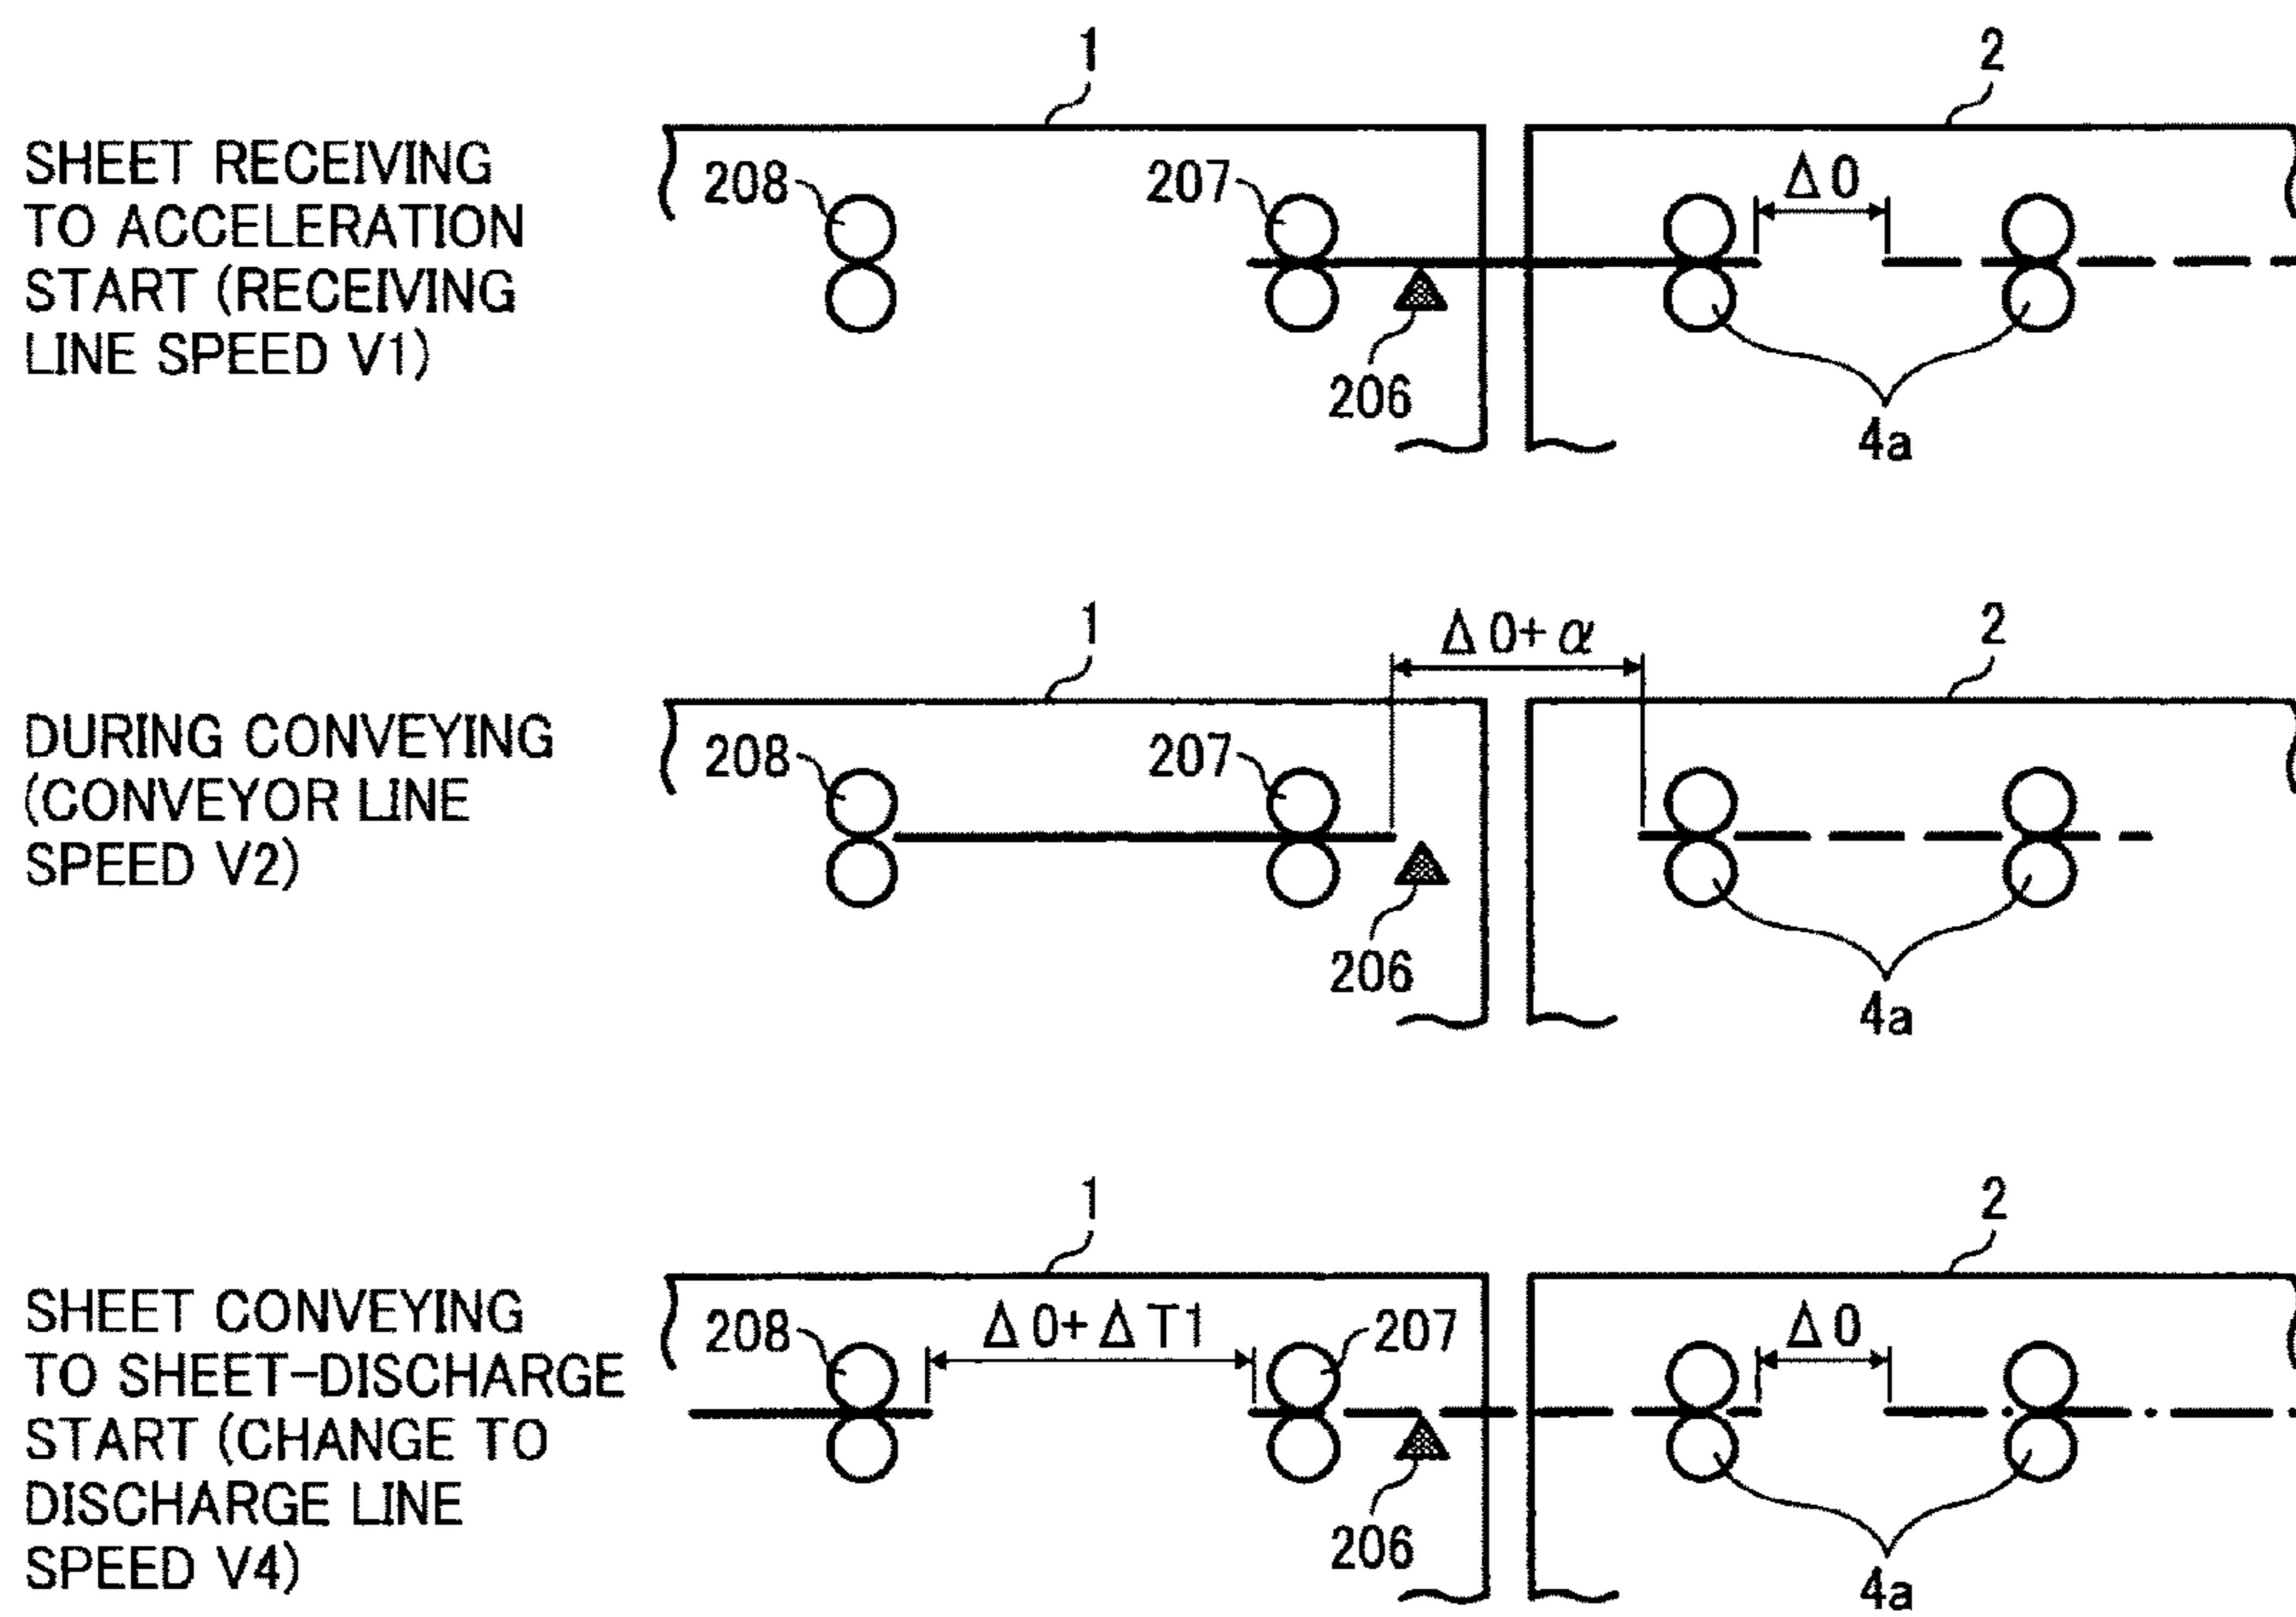 1
2
SHEET RECEIVING
TO ACCELERATION
START (RECEIVING
LINE SPEED V1)
208
207
Δ0
206
4a
1
Δ0+α
2
DURING CONVEYING
(CONVEYOR LINE
SPEED V2)
208
207
206
4a
1
2
SHEET CONVEYING
TO SHEET-DISCHARGE
START (CHANGE TO
DISCHARGE LINE
SPEED V4)
208
Δ0+ΔT1
207
Δ0
206
4a